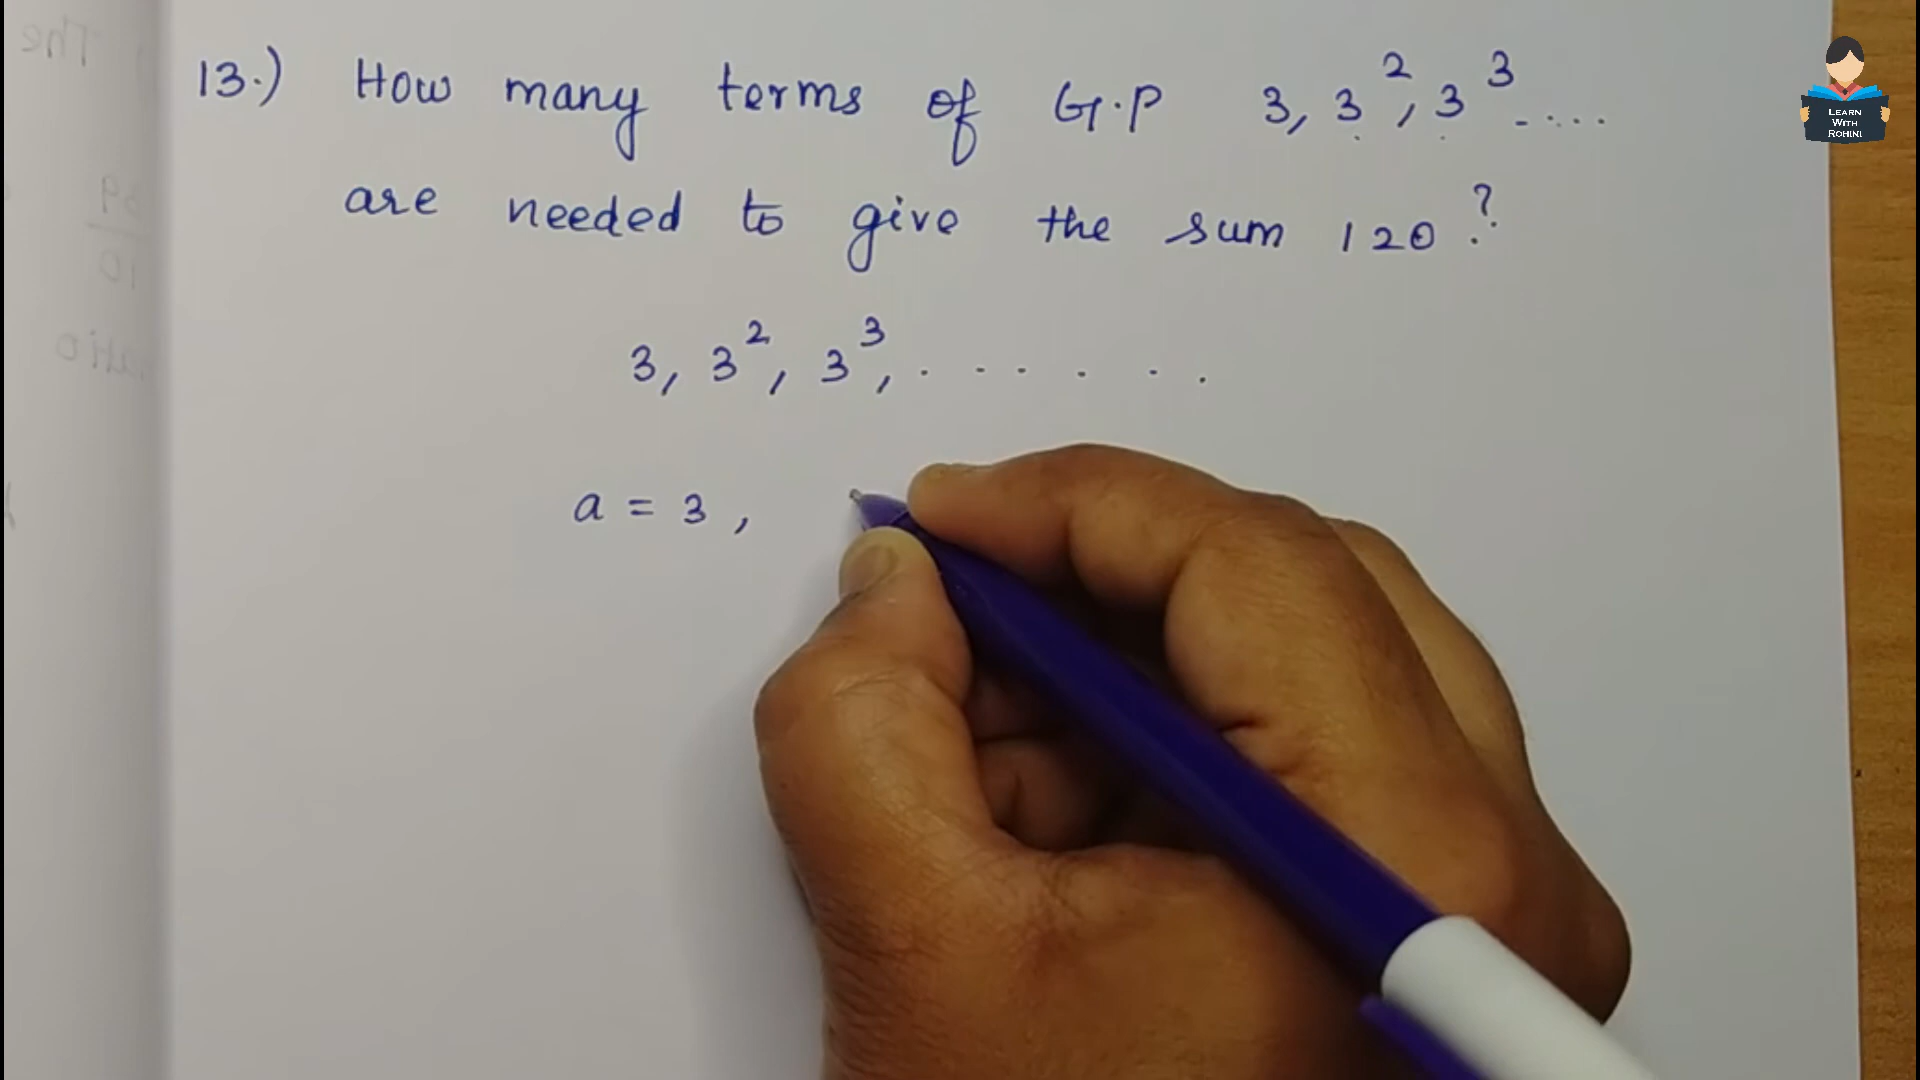 13.) How many terms of G.P 3, 3², 3³ .....
are needed to give the sum 120 ?
3, 3², 3³, . . . . . .
a = 3 ,
LEARN
WITH
ROHINI
The